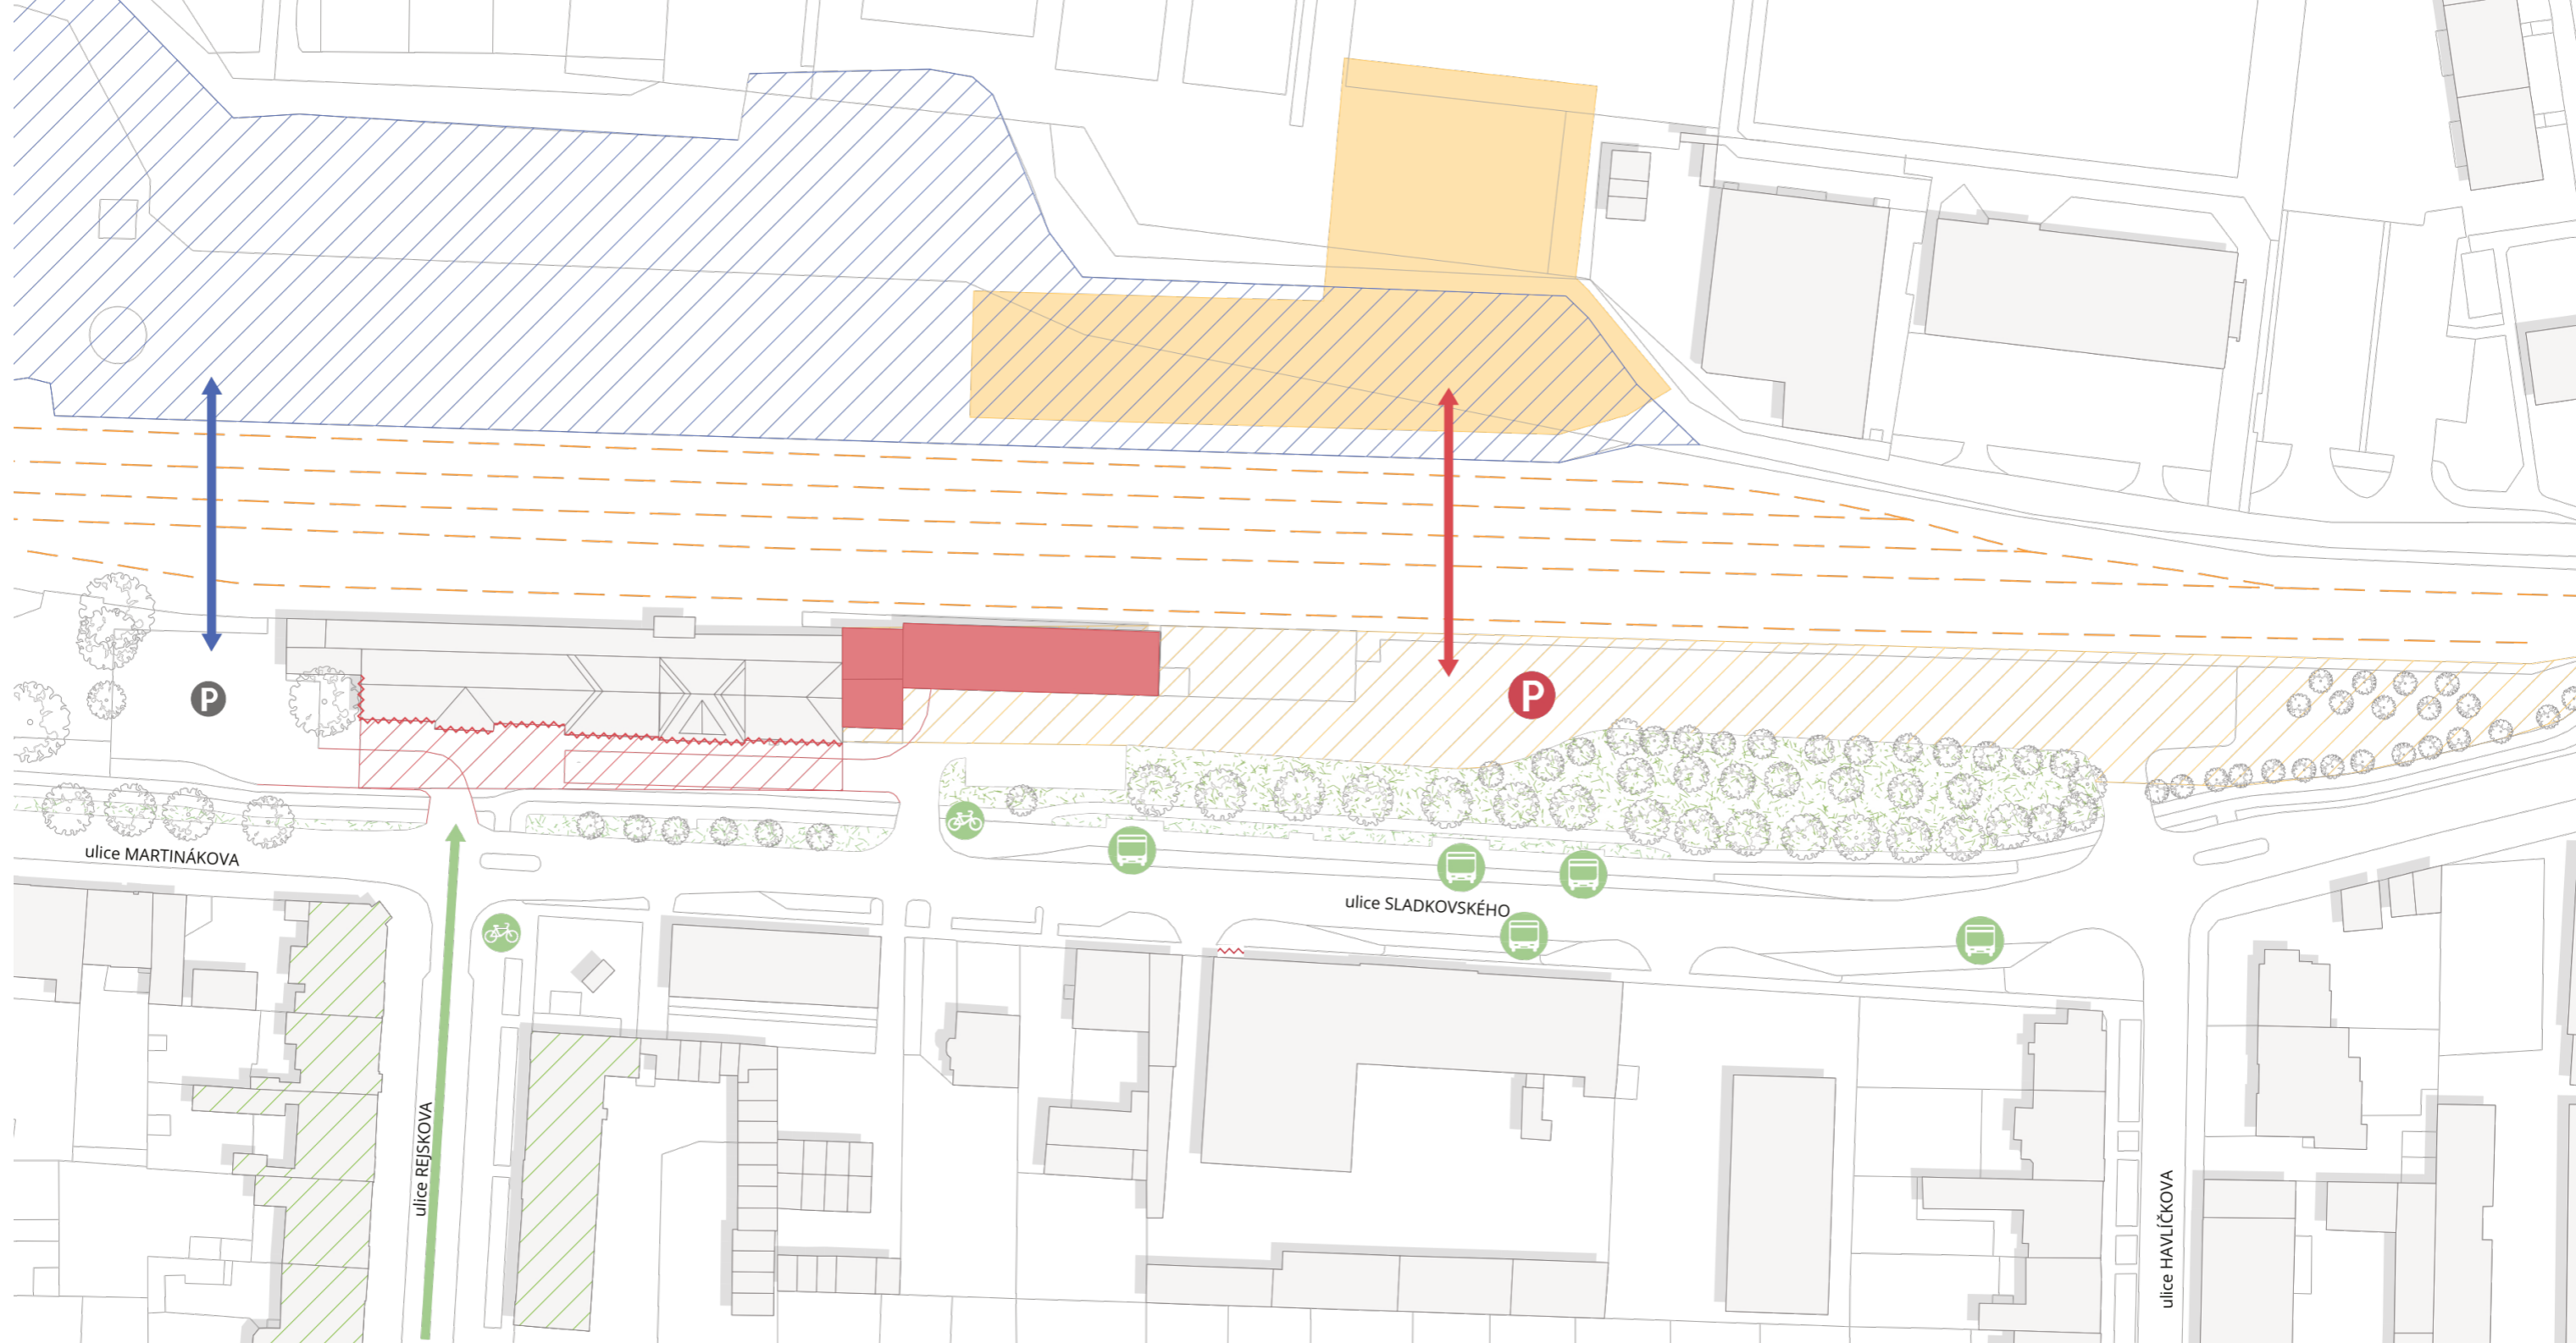 P
P
ulice MARTINÁKOVA
ulice SLADKOVSKÉHO
ulice REJSKOVA
ulice HAVLÍČKOVA